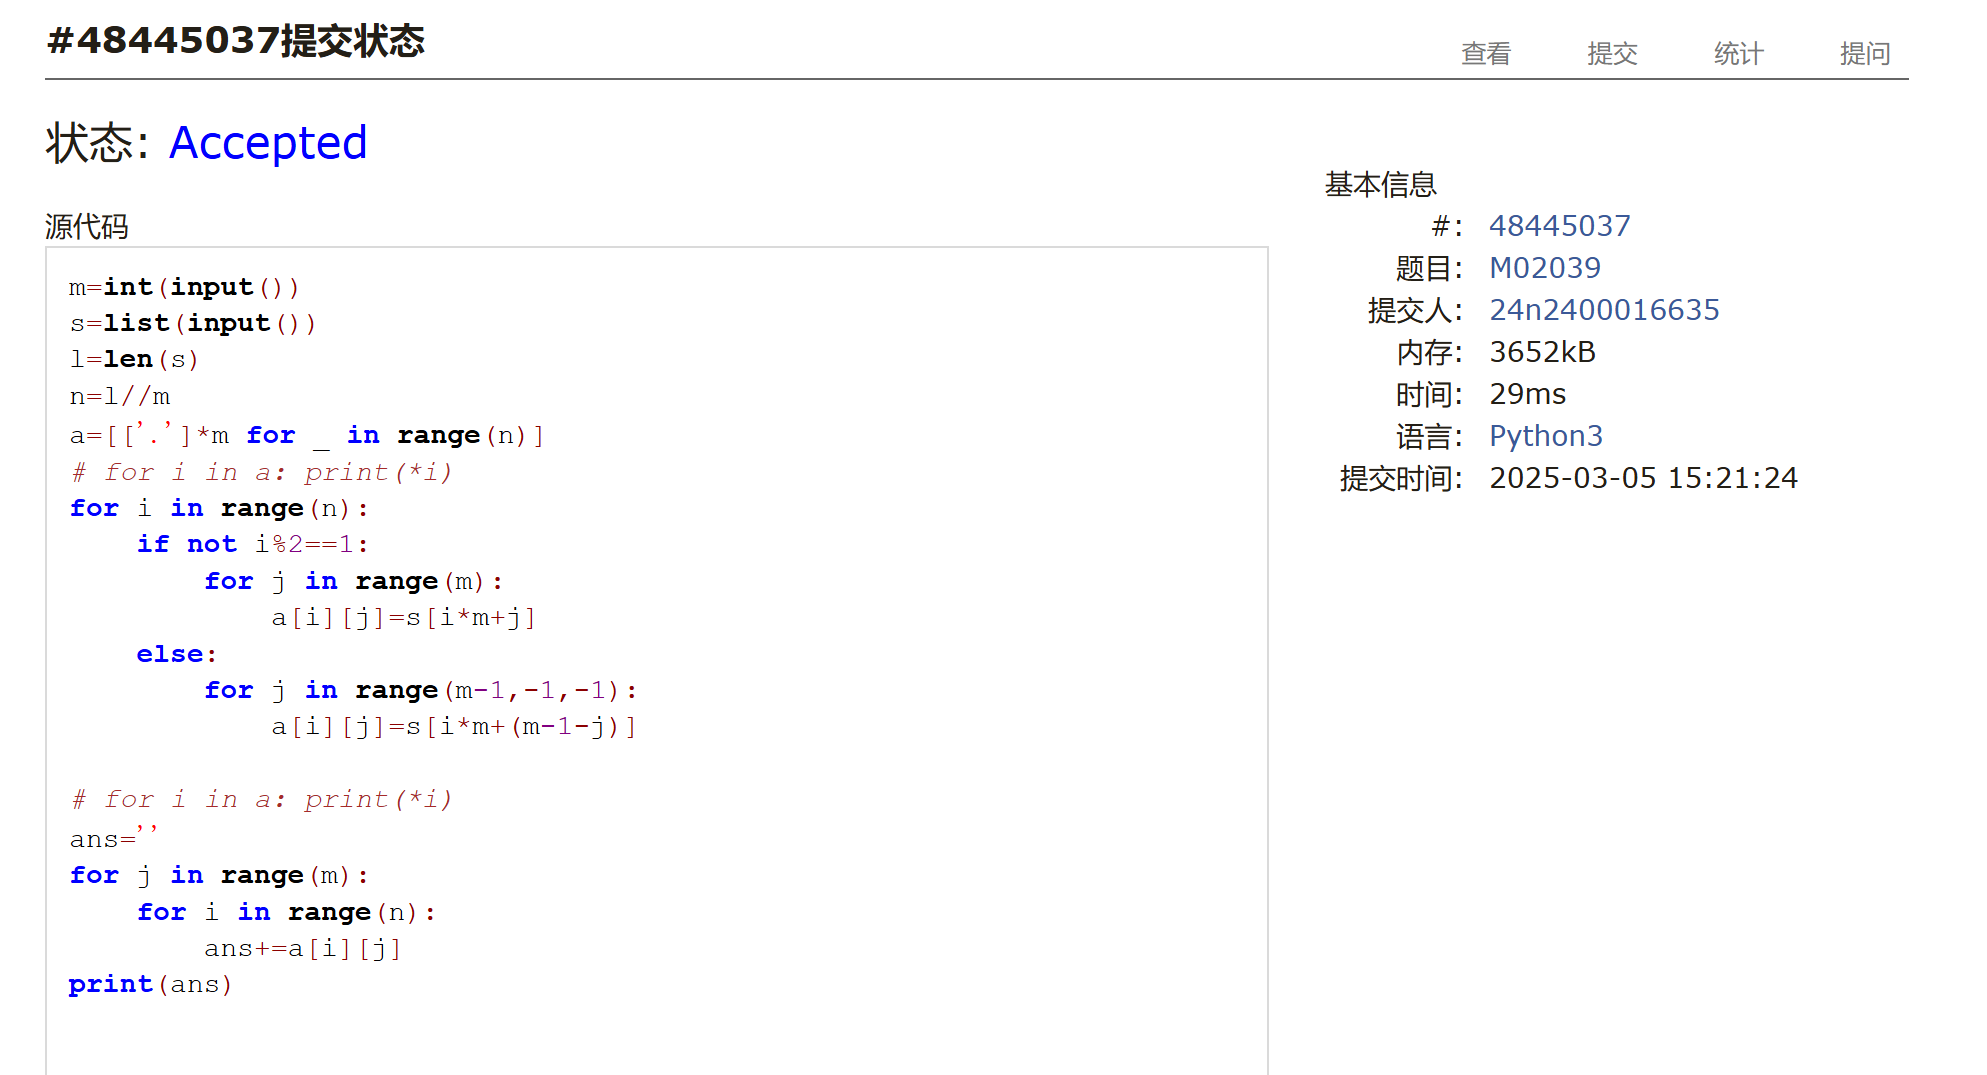 #48445037提交状态
查看 提交 统计 提问
状态: Accepted
源代码
m=int(input())
s=list(input())
l=len(s)
n=l//m
a=[['.']*m for _ in range(n)]
# for i in a: print(*i)
for i in range(n):
    if not i%2==1:
        for j in range(m):
            a[i][j]=s[i*m+j]
    else:
        for j in range(m-1,-1,-1):
            a[i][j]=s[i*m+(m-1-j)]
# for i in a: print(*i)
ans=''
for j in range(m):
    for i in range(n):
        ans+=a[i][j]
print(ans)
基本信息
#: 48445037
题目: M02039
提交人: 24n2400016635
内存: 3652kB
时间: 29ms
语言: Python3
提交时间: 2025-03-05 15:21:24